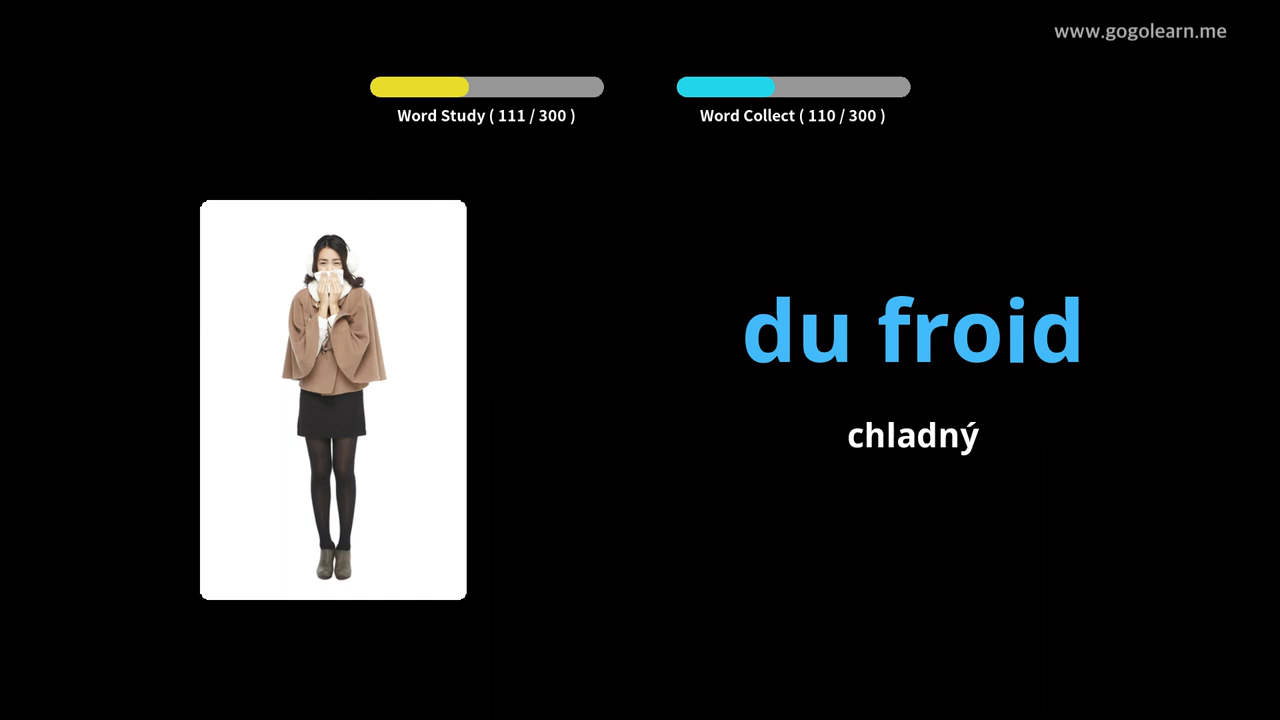 www.gogolearn.me
Word Study ( 111 / 300 )
Word Collect ( 110 / 300 )
du froid
chladný